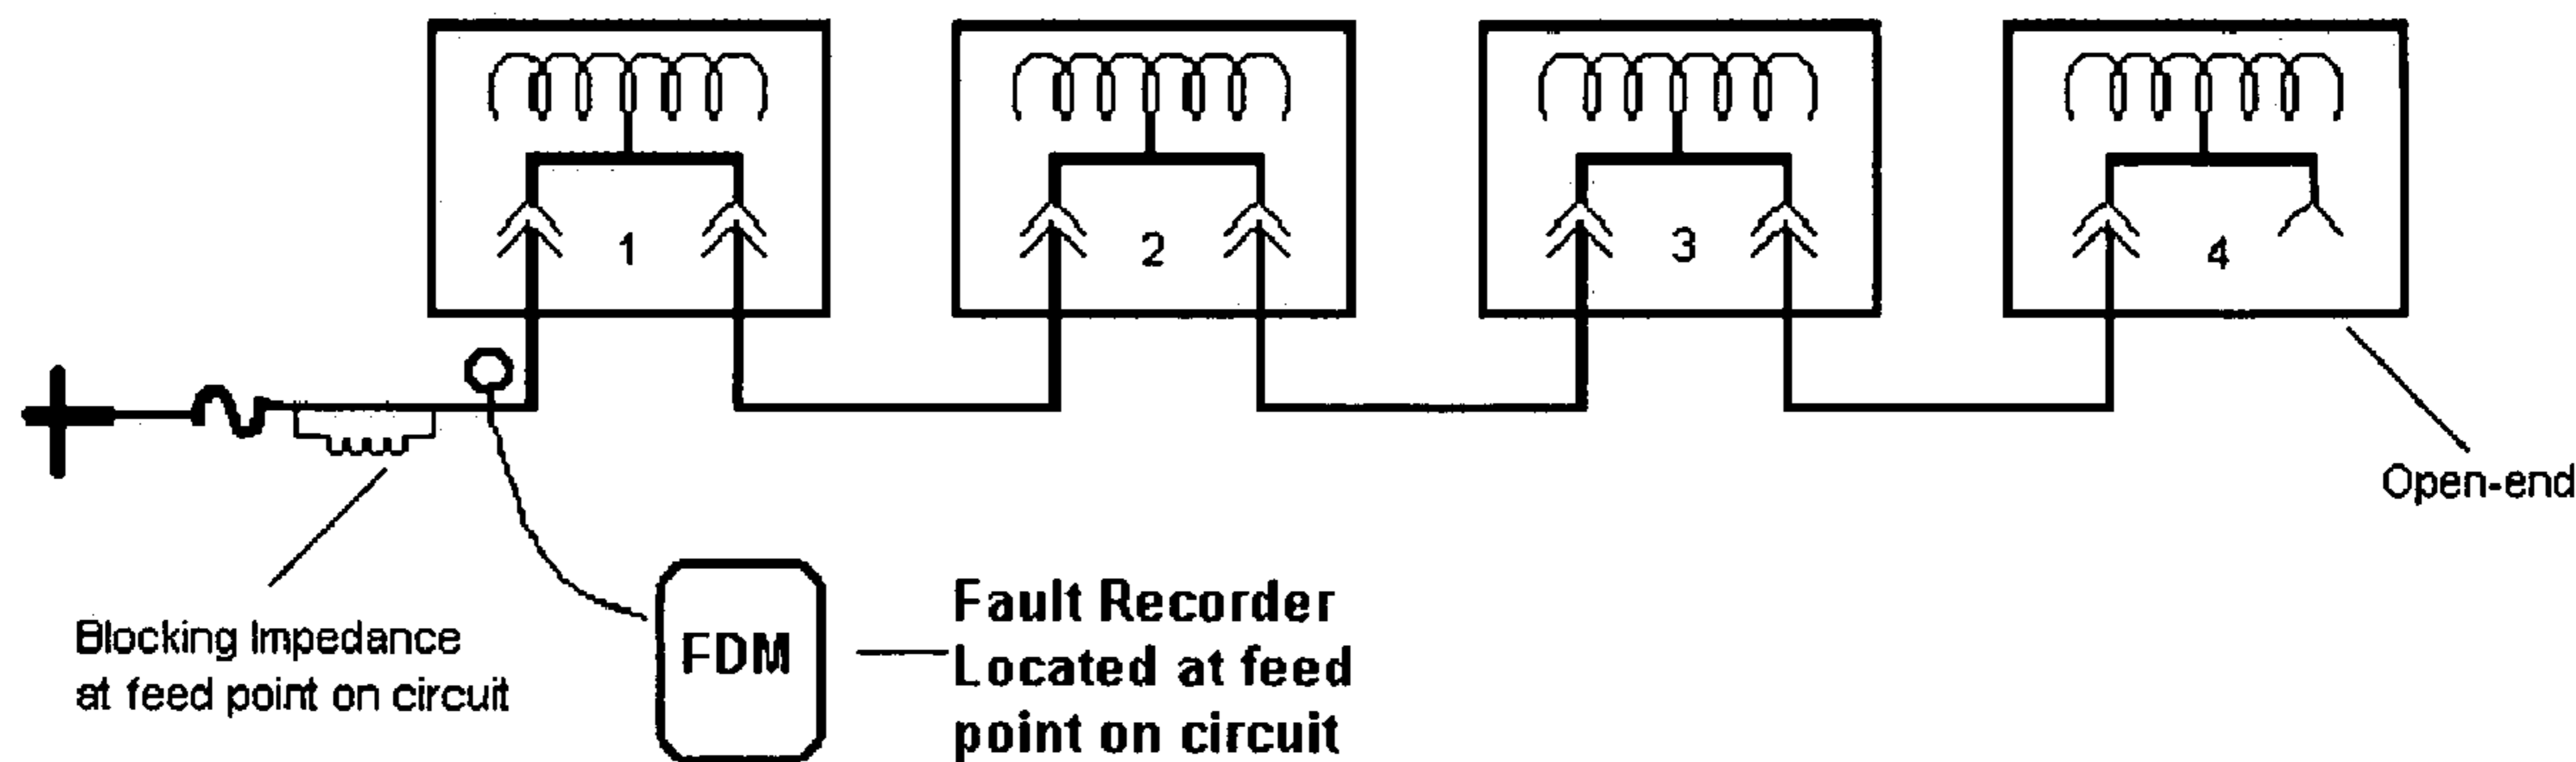 1
2
3
4
Open-end
Blocking Impedance
at feed point on circuit
FDM
Fault Recorder
Located at feed
point on circuit